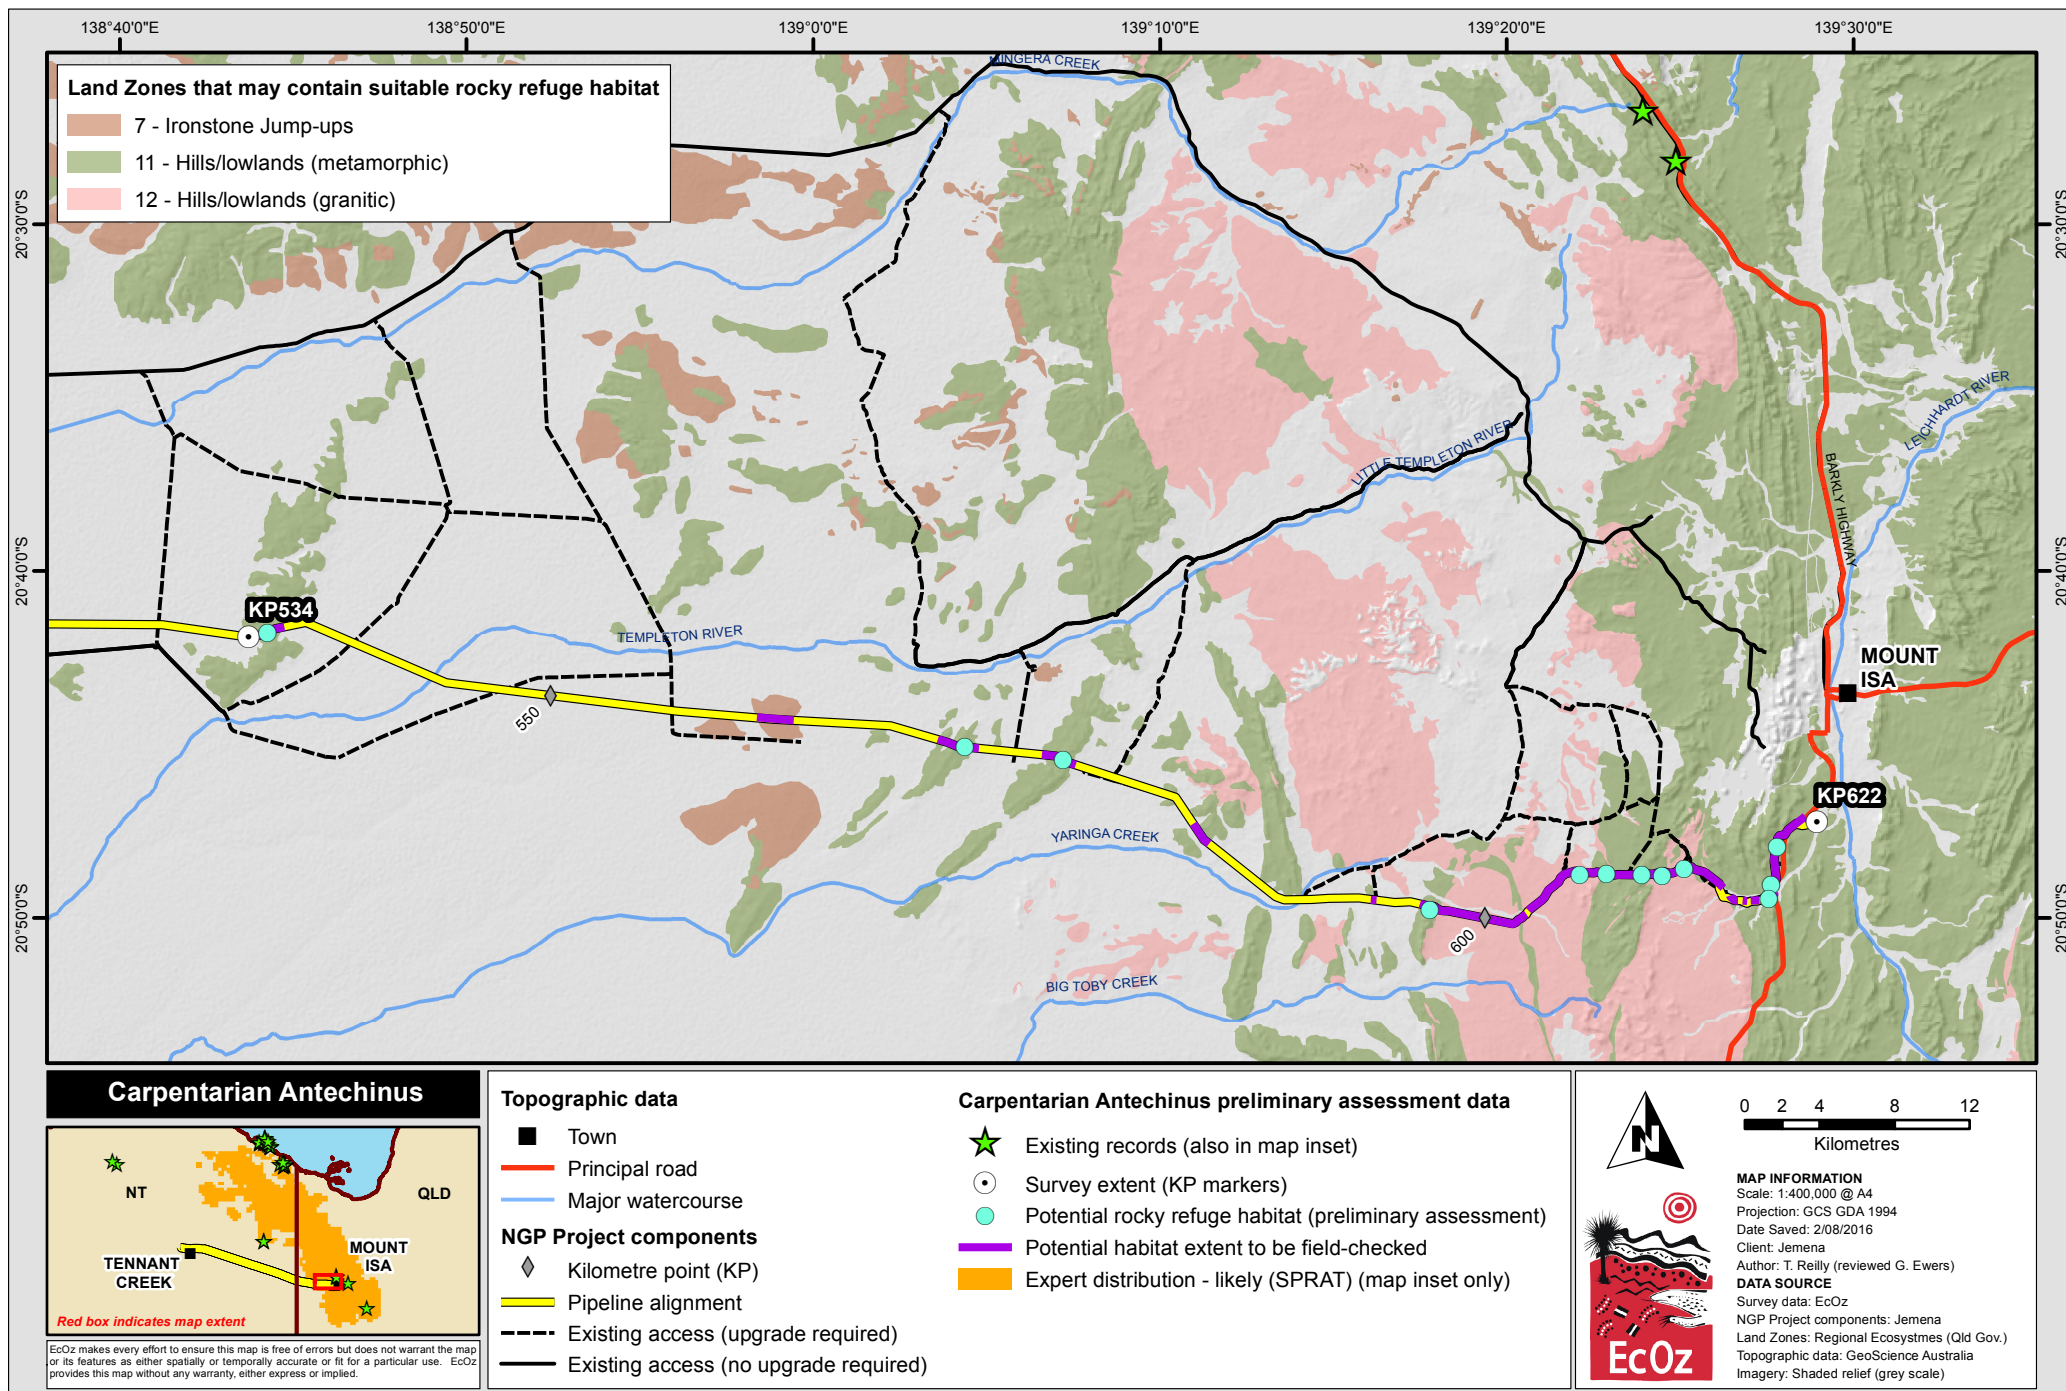 138°40'0"E
138°50'0"E
139°0'0"E
139°10'0"E
139°20'0"E
139°30'0"E
Land Zones that may contain suitable rocky refuge habitat
7 - Ironstone Jump-ups
11 - Hills/lowlands (metamorphic)
12 - Hills/lowlands (granitic)
MINGERA CREEK
20°30'0"S
20°30'0"S
LEICHHARDT RIVER
BARKLY HIGHWAY
LITTLE TEMPLETON RIVER
20°40'0"S
20°40'0"S
KP534
TEMPLETON RIVER
MOUNT
ISA
550
KP622
YARINGA CREEK
20°50'0"S
20°50'0"S
600
BIG TOBY CREEK
Carpentarian Antechinus
NT
QLD
TENNANT
CREEK
MOUNT
ISA
Red box indicates map extent
EcOz makes every effort to ensure this map is free of errors but does not warrant the map
or its features as either spatially or temporally accurate or fit for a particular use. EcOz
provides this map without any warranty, either express or implied.
Topographic data
Town
Principal road
Major watercourse
NGP Project components
Kilometre point (KP)
Pipeline alignment
Existing access (upgrade required)
Existing access (no upgrade required)
Carpentarian Antechinus preliminary assessment data
Existing records (also in map inset)
Survey extent (KP markers)
Potential rocky refuge habitat (preliminary assessment)
Potential habitat extent to be field-checked
Expert distribution - likely (SPRAT) (map inset only)
N
0 2 4 8 12
Kilometres
MAP INFORMATION
Scale: 1:400,000 @ A4
Projection: GCS GDA 1994
Date Saved: 2/08/2016
Client: Jemena
Author: T. Reilly (reviewed G. Ewers)
DATA SOURCE
Survey data: EcOz
NGP Project components: Jemena
Land Zones: Regional Ecosystmes (Qld Gov.)
Topographic data: GeoScience Australia
Imagery: Shaded relief (grey scale)
EcOz